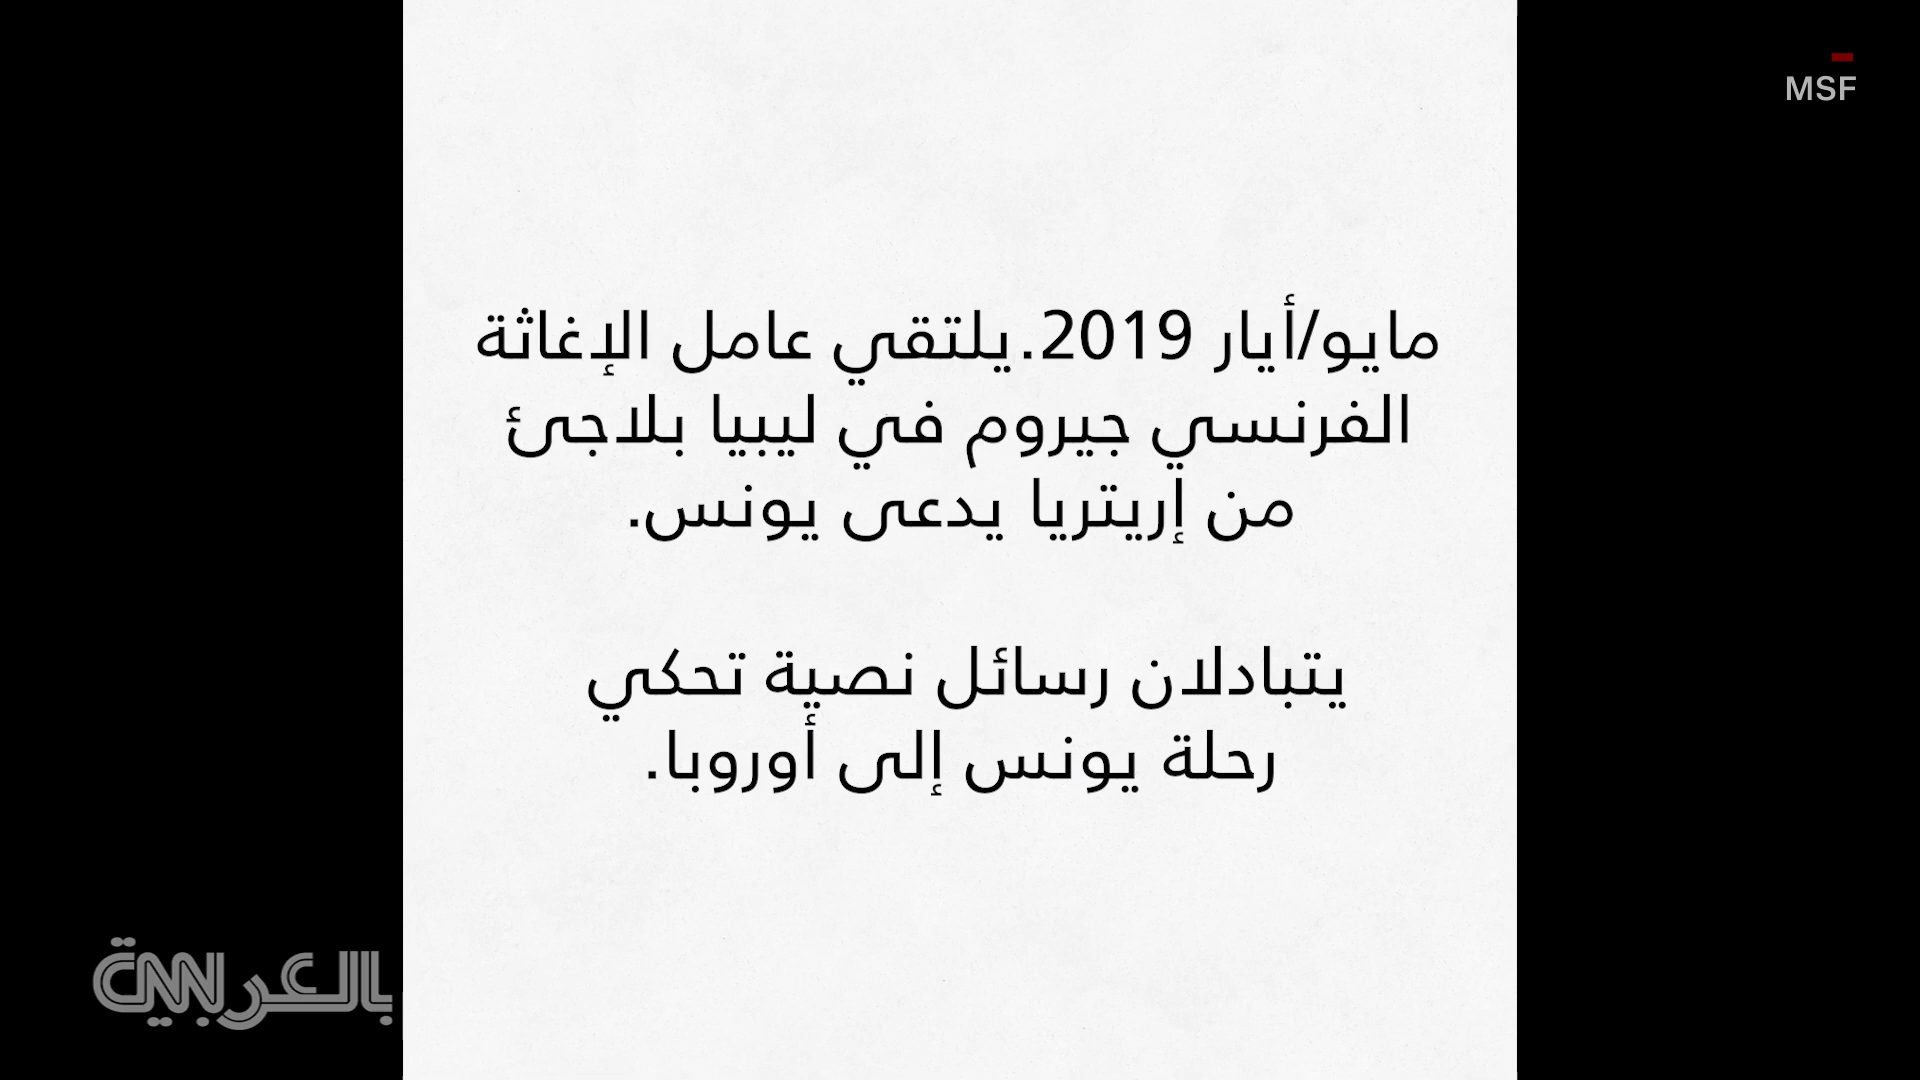 MSF
مايو/أيار 2019.يلتقي عامل الإغاثة
الفرنسي جيروم في ليبيا بلاجئ
من إريتريا يدعى يونس.
يتبادلان رسائل نصية تحكي
رحلة يونس إلى أوروبا.
بالعربية